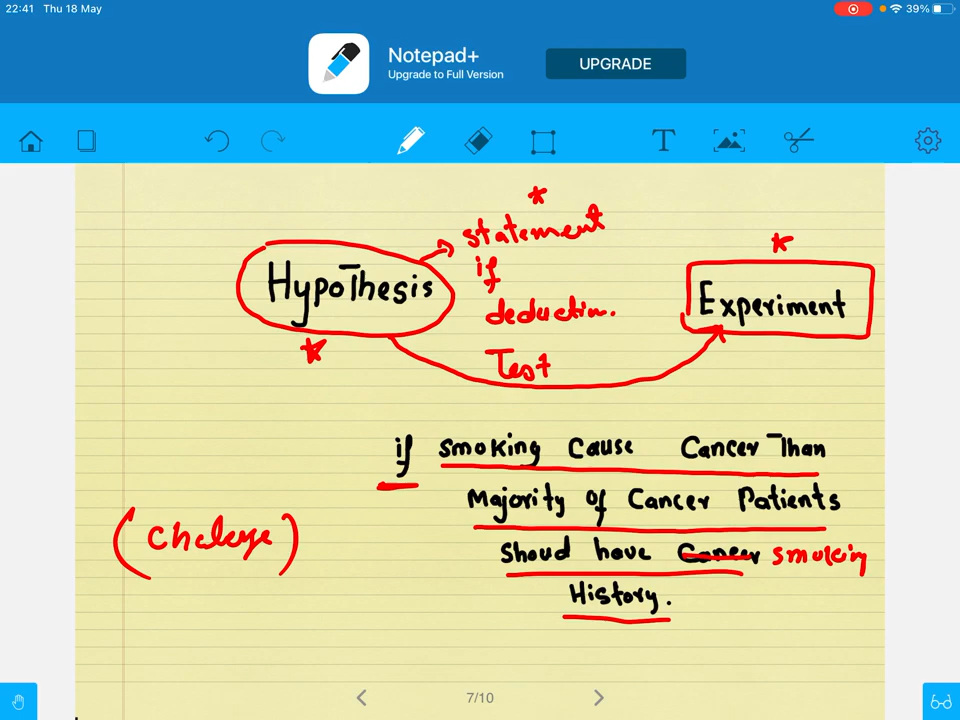 22:41 Thu 18 May
39%
Notepad+
Upgrade to Full Version
UPGRADE
T
statement
if
Hypothesis
deduction.
Experiment
Test
if smoking cause Cancer Than
Majority of Cancer Patients
Shoud have Cancer smoking
History.
7/10